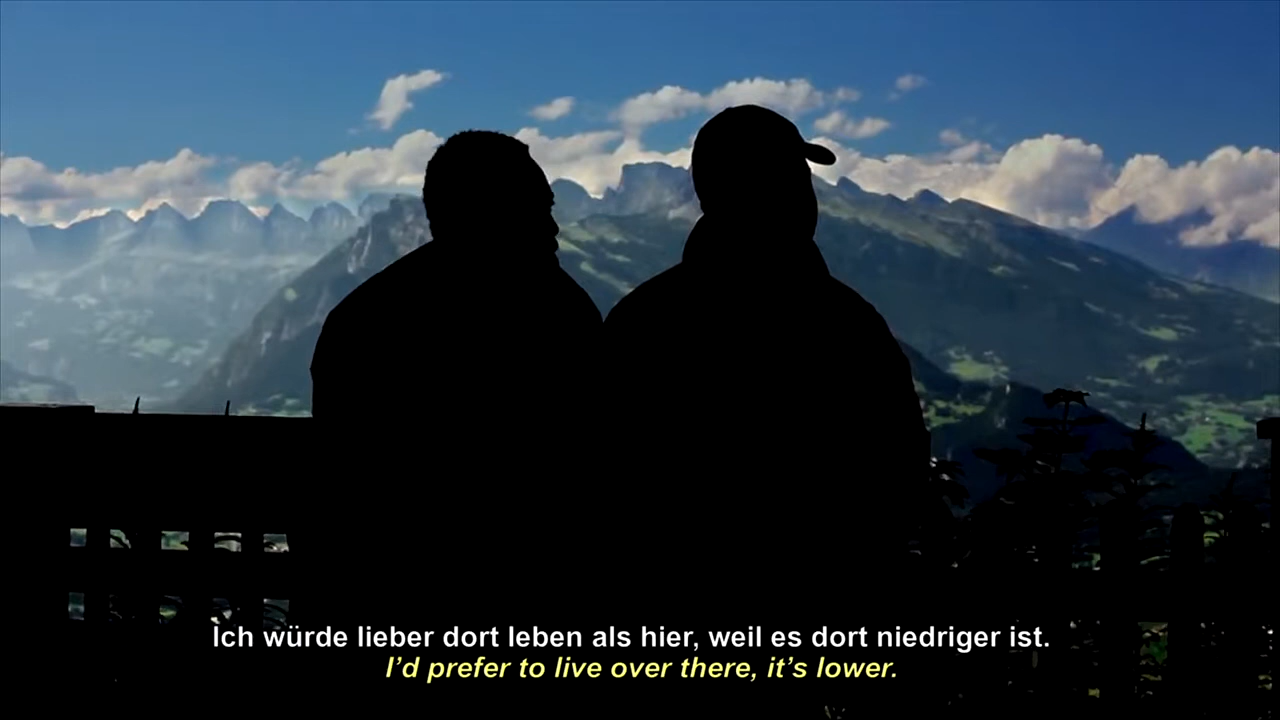 Ich würde lieber dort leben als hier, weil es dort niedriger ist.
I’d prefer to live over there, it’s lower.